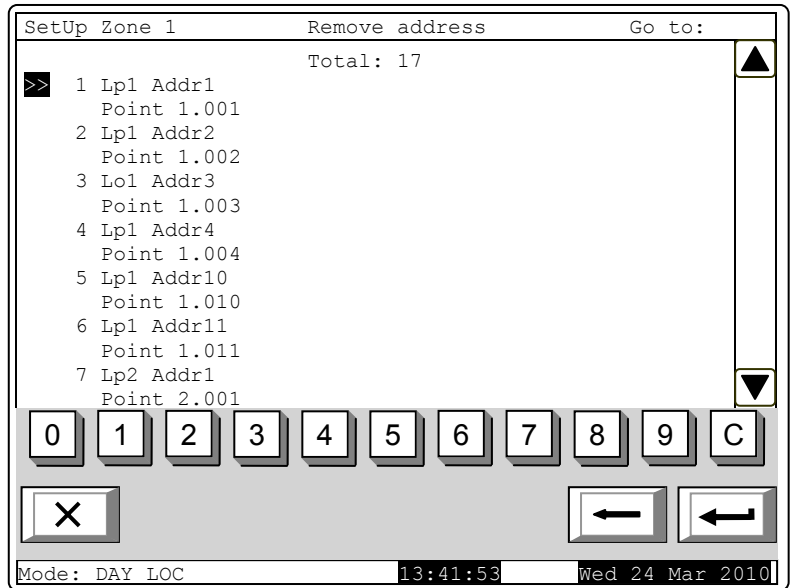 SetUp Zone 1 Remove address Go to:
Total: 17
>> 1 Lp1 Addr1
Point 1.001
2 Lp1 Addr2
Point 1.002
3 Lo1 Addr3
Point 1.003
4 Lp1 Addr4
Point 1.004
5 Lp1 Addr10
Point 1.010
6 Lp1 Addr11
Point 1.011
7 Lp2 Addr1
Point 2.001
0 1 2 3 4 5 6 7 8 9 C
Mode: DAY LOC 13:41:53 Wed 24 Mar 2010